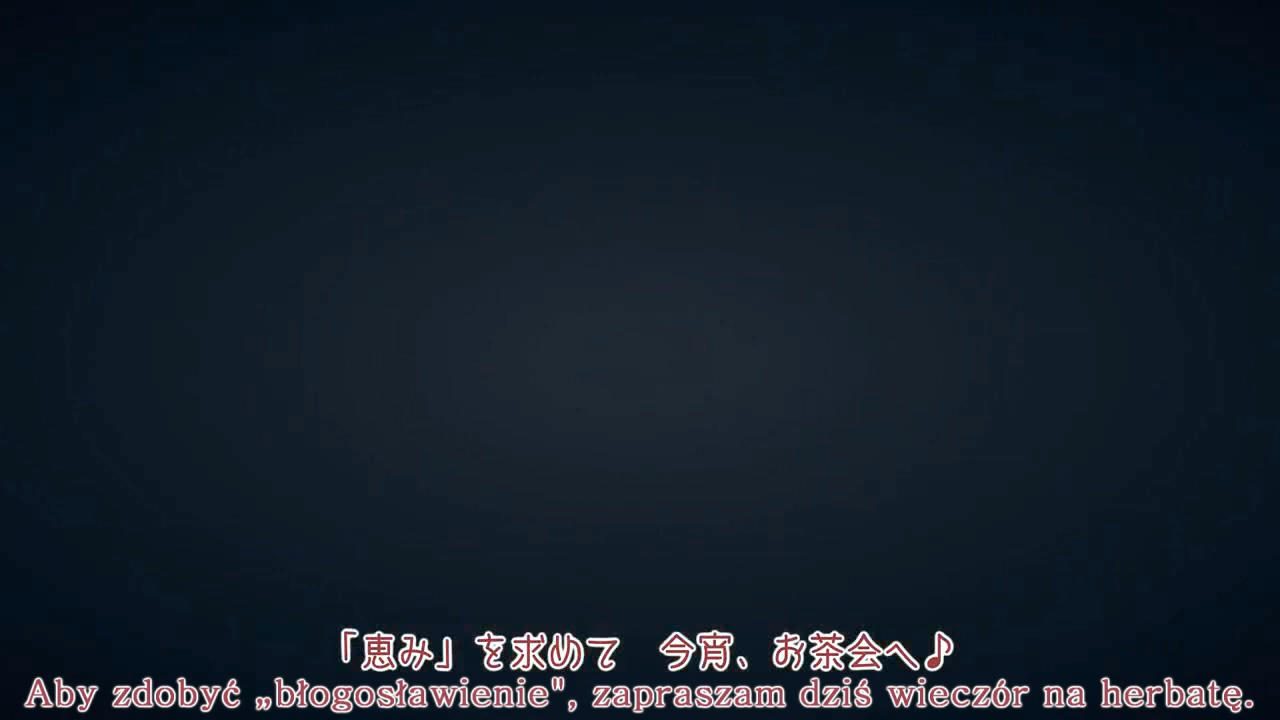 「恵み」を求めて　今宵、お茶会へ♪
Aby zdobyć „błogosławienie", zapraszam dziś wieczór na herbatę.